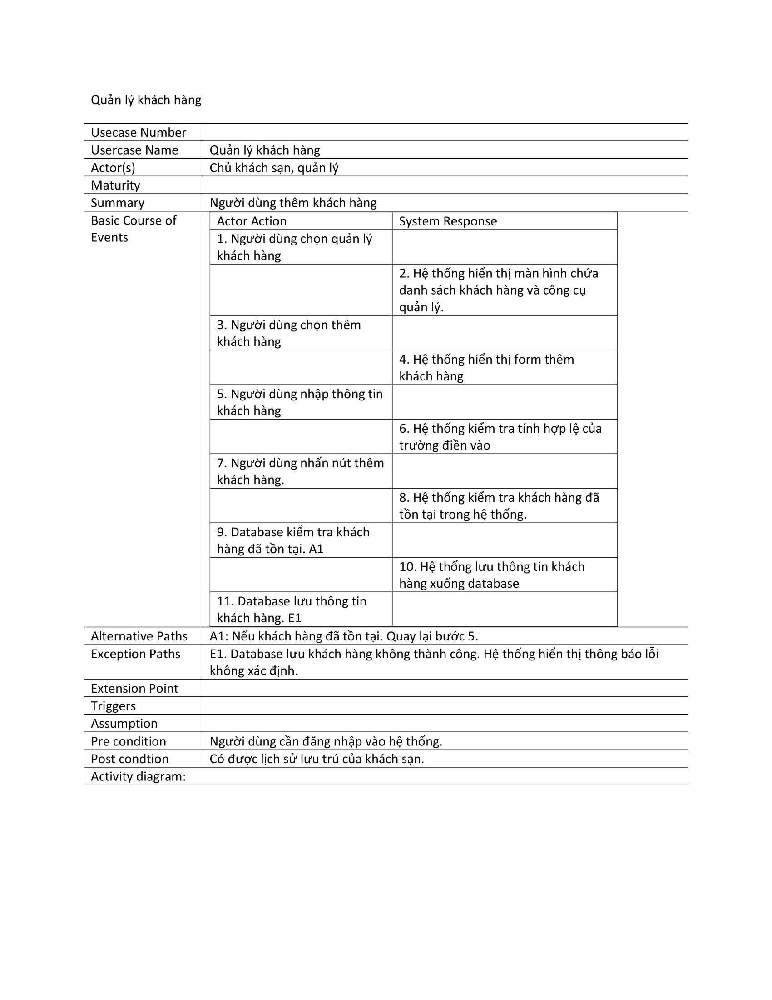 Quản lý khách hàng
Usecase Number
Usercase Name
Quản lý khách hàng
Actor(s)
Chủ khách sạn, quản lý
Maturity
Summary
Người dùng thêm khách hàng
Basic Course of
Events
Actor Action
System Response
1. Người dùng chọn quản lý
khách hàng
2. Hệ thống hiển thị màn hình chứa
danh sách khách hàng và công cụ
quản lý.
3. Người dùng chọn thêm
khách hàng
4. Hệ thống hiển thị form thêm
khách hàng
5. Người dùng nhập thông tin
khách hàng
6. Hệ thống kiểm tra tính hợp lệ của
trường điền vào
7. Người dùng nhấn nút thêm
khách hàng.
8. Hệ thống kiểm tra khách hàng đã
tồn tại trong hệ thống.
9. Database kiểm tra khách
hàng đã tồn tại. A1
10. Hệ thống lưu thông tin khách
hàng xuống database
11. Database lưu thông tin
khách hàng. E1
Alternative Paths
A1: Nếu khách hàng đã tồn tại. Quay lại bước 5.
Exception Paths
E1. Database lưu khách hàng không thành công. Hệ thống hiển thị thông báo lỗi
không xác định.
Extension Point
Triggers
Assumption
Pre condition
Người dùng cần đăng nhập vào hệ thống.
Post condtion
Có được lịch sử lưu trú của khách sạn.
Activity diagram: